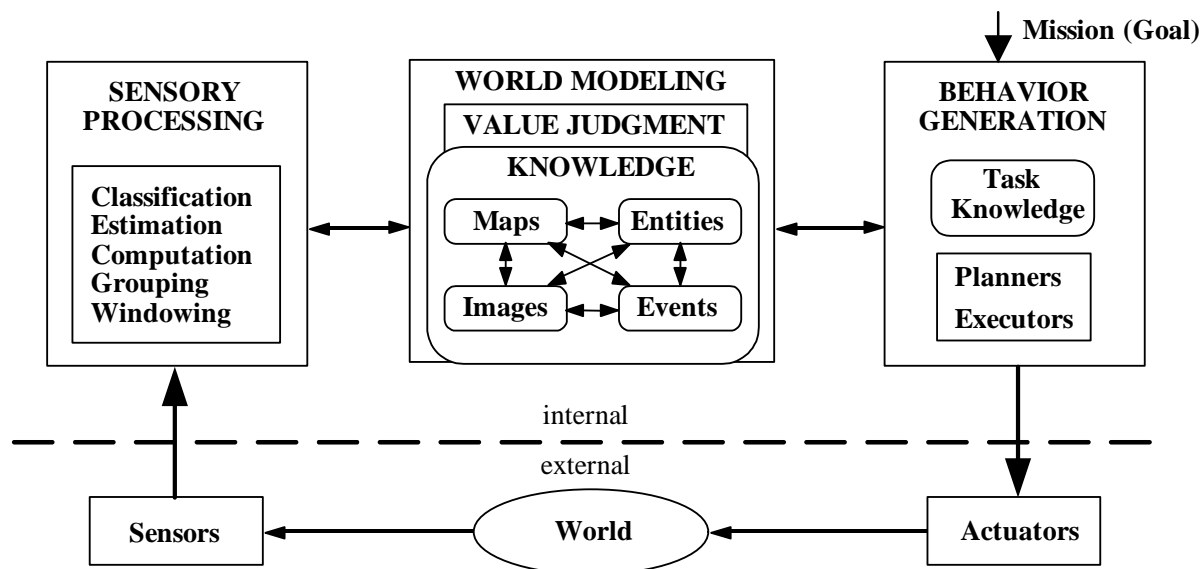 Mission (Goal)
SENSORY
PROCESSING
Classification
Estimation
Computation
Grouping
Windowing
WORLD MODELING
VALUE JUDGMENT
KNOWLEDGE
Maps
Entities
Images
Events
BEHAVIOR
GENERATION
Task
Knowledge
Planners
Executors
internal
external
Sensors
World
Actuators